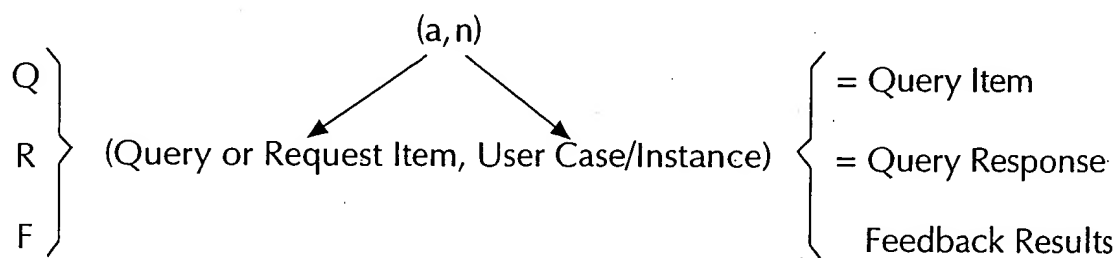 (a,n)
Q = Query Item
R (Query or Request Item, User Case/Instance) = Query Response
F Feedback Results